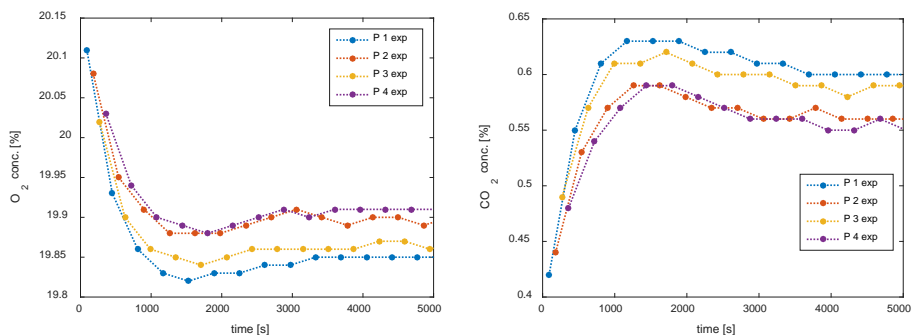 20.15
20.1
20.05
20
19.95
19.9
19.85
19.8
O2 conc. [%]
0 1000 2000 3000 4000 5000
time [s]
P 1 exp
P 2 exp
P 3 exp
P 4 exp
0.65
0.6
0.55
0.5
0.45
0.4
CO2 conc. [%]
0 1000 2000 3000 4000 5000
time [s]
P 1 exp
P 2 exp
P 3 exp
P 4 exp